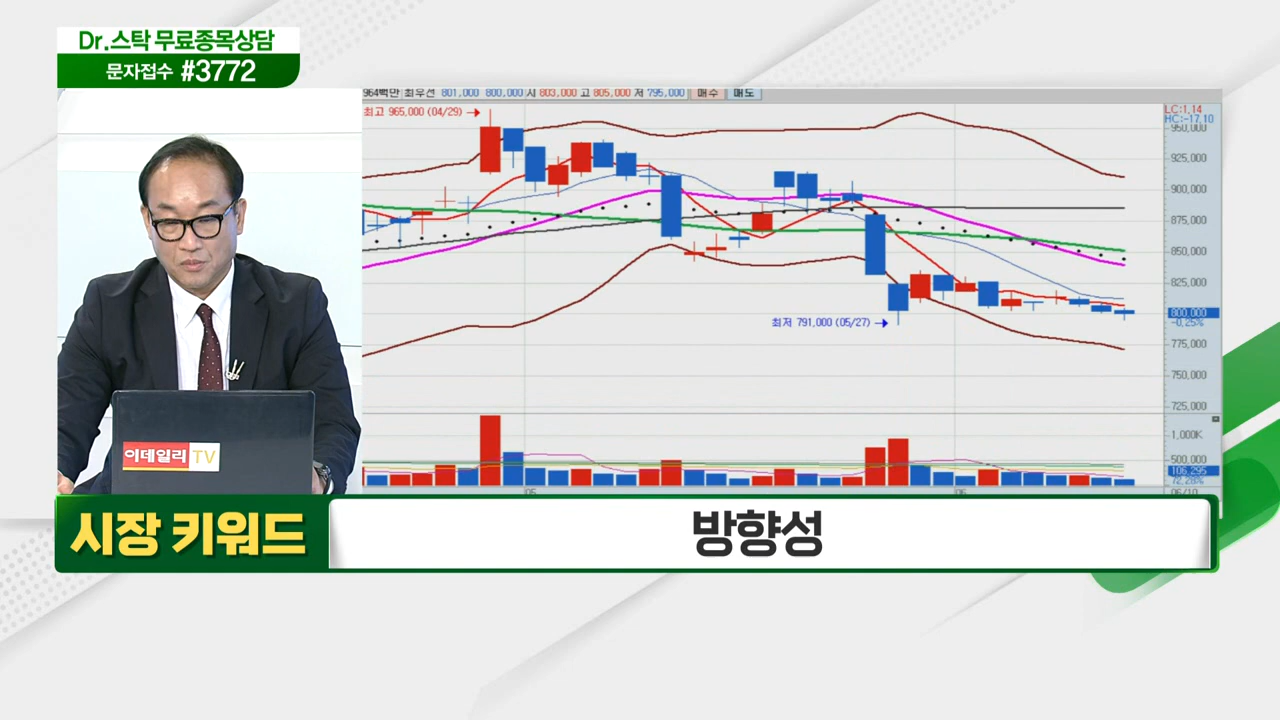 Dr.스탁 무료종목상담
문자접수 #3772
964백만 최우선 801,000 800,000 시 803,000 고 805,000 저 795,000 매수 매도
최고 965,000 (04/29)
LC:1.14
HC:-17.10
950,000
925,000
900,000
875,000
850,000
825,000
800,000
-0.25%
775,000
750,000
725,000
최저 791,000 (05/27)
1,000K
500,000
106,295
72.28%
05
06
06/10
이데일리 TV
시장 키워드
방향성